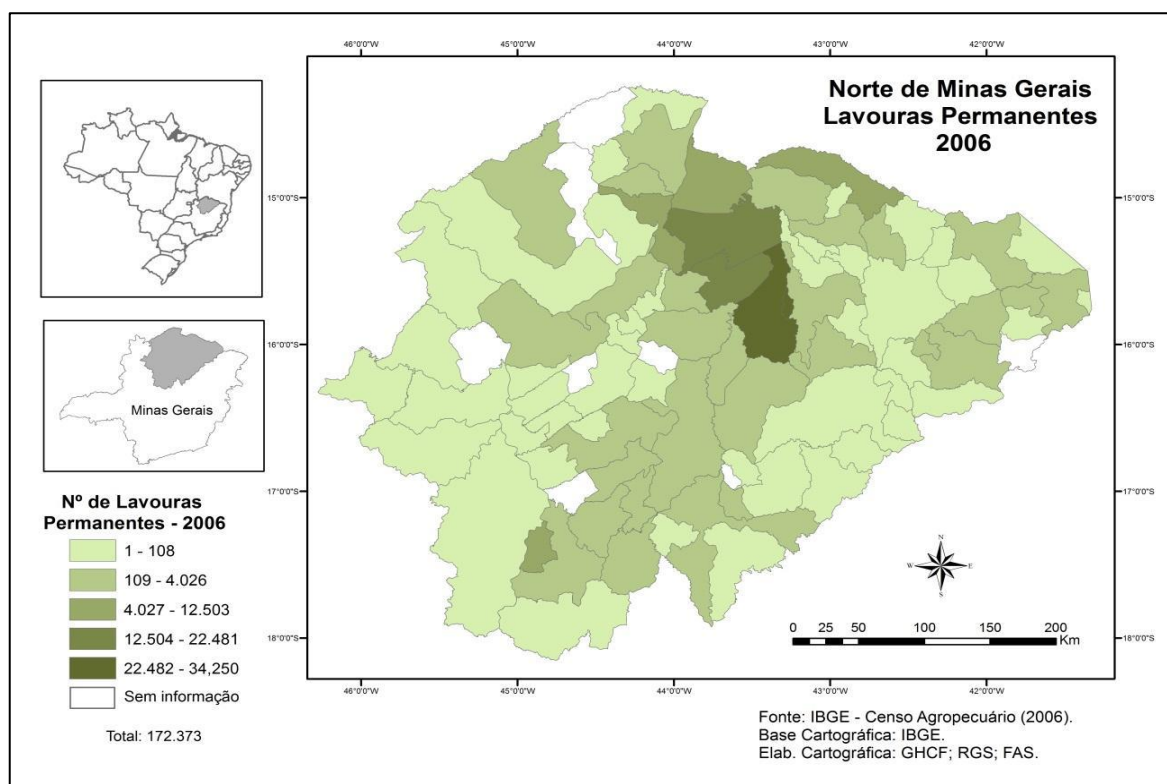 Norte de Minas Gerais
Lavouras Permanentes
2006
46°0'0"W
45°0'0"W
44°0'0"W
43°0'0"W
42°0'0"W
15°0'0"S
15°0'0"S
16°0'0"S
16°0'0"S
17°0'0"S
17°0'0"S
18°0'0"S
18°0'0"S
46°0'0"W
45°0'0"W
44°0'0"W
43°0'0"W
42°0'0"W
Minas Gerais
Nº de Lavouras
Permanentes - 2006
1 - 108
109 - 4.026
4.027 - 12.503
12.504 - 22.481
22.482 - 34,250
Sem informação
Total: 172.373
N
W
E
S
0 25 50 100 150 200
Km
Fonte: IBGE - Censo Agropecuário (2006).
Base Cartográfica: IBGE.
Elab. Cartográfica: GHCF; RGS; FAS.